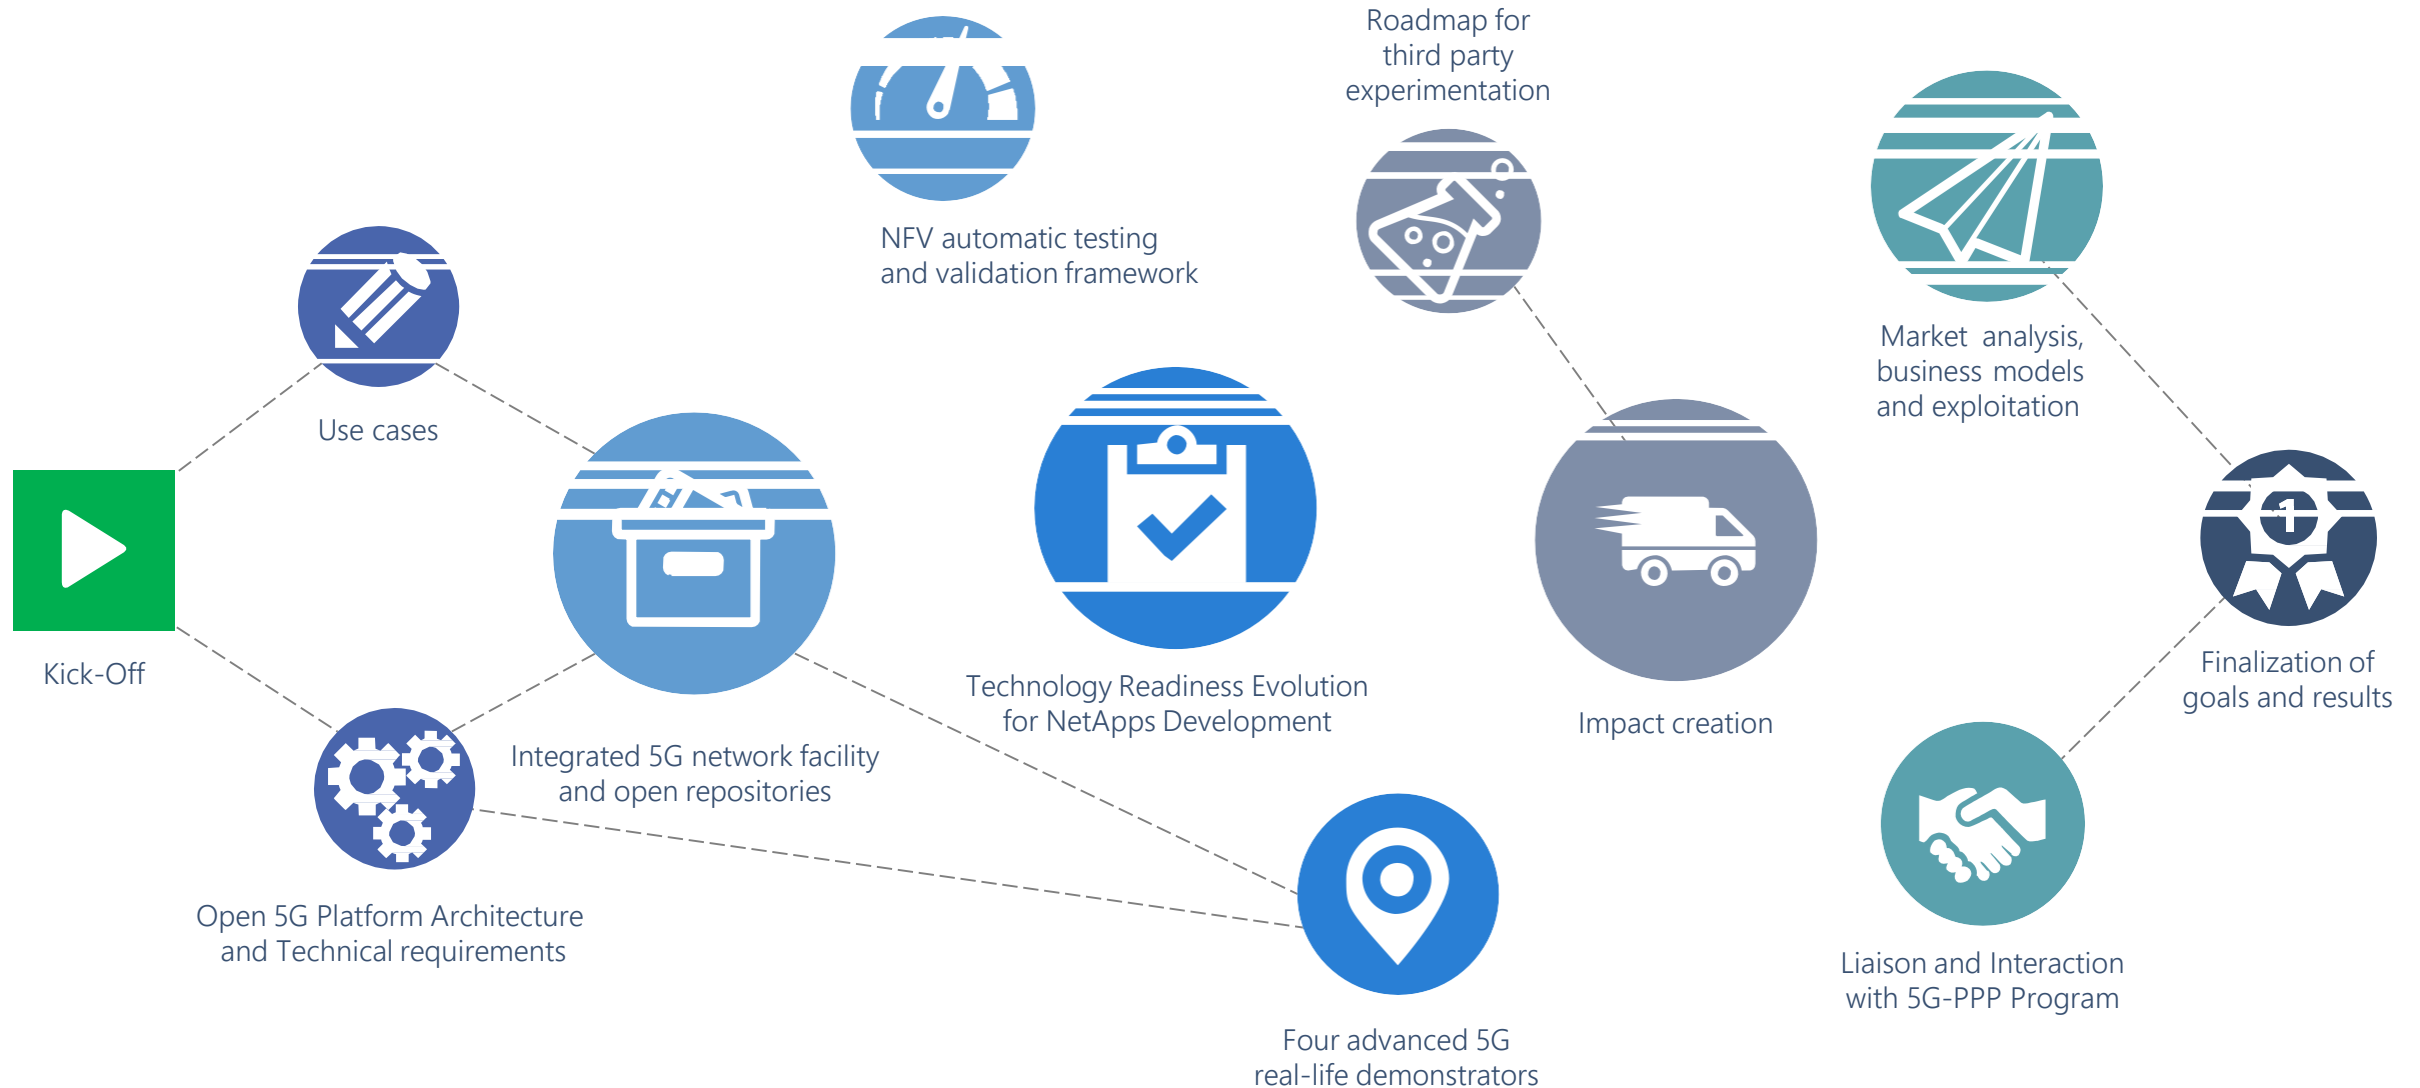 Roadmap for
third party
experimentation
NFV automatic testing
and validation framework
Market analysis,
business models
and exploitation
Use cases
1
Kick-Off
Finalization of
goals and results
Technology Readiness Evolution
for NetApps Development
Impact creation
Integrated 5G network facility
and open repositories
Open 5G Platform Architecture
and Technical requirements
Liaison and Interaction
with 5G-PPP Program
Four advanced 5G
real-life demonstrators